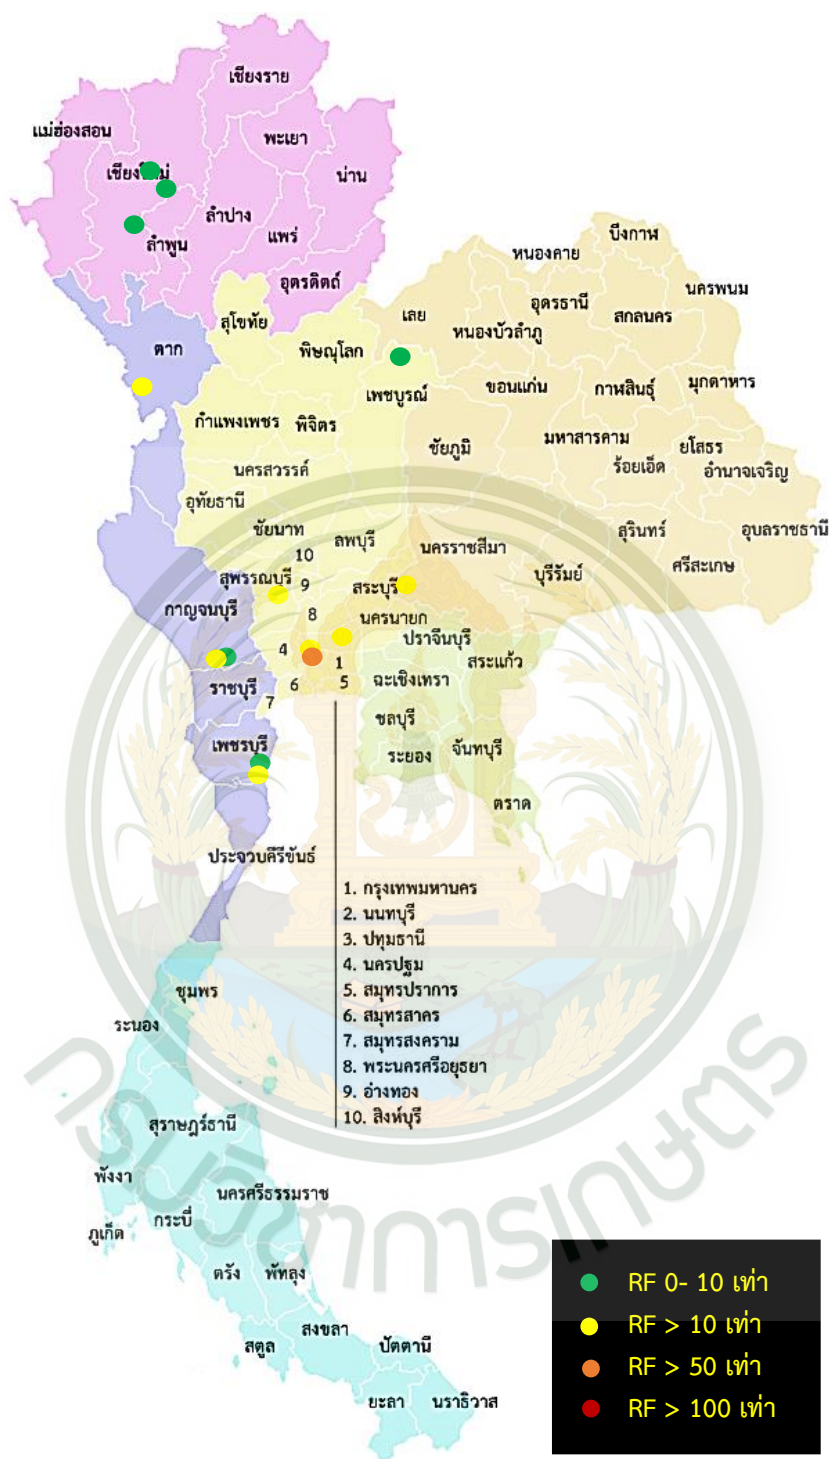 เชียงราย
แม่ฮ่องสอน
พะเยา
เชียงใหม่
น่าน
ลำปาง
ลำพูน
แพร่
อุตรดิตถ์
บึงกาฬ
หนองคาย
นครพนม
อุดรธานี
เลย
สกลนคร
สุโขทัย
หนองบัวลำภู
ตาก
พิษณุโลก
เพชบูรณ์
ขอนแก่น
กาฬสินธุ์
มุกดาหาร
กำแพงเพชร
พิจิตร
ชัยภูมิ
มหาสารคาม
ยโสธร
ร้อยเอ็ด
อำนาจเจริญ
นครสวรรค์
อุทัยธานี
ชัยนาท
ลพบุรี
นครราชสีมา
สุรินทร์
อุบลราชธานี
10
สุพรรณบุรี
9
สระบุรี
บุรีรัมย์
ศรีสะเกษ
กาญจนบุรี
8
นครนายก
ปราจีนบุรี
4
1
สระแก้ว
ราชบุรี
6
5
ฉะเชิงเทรา
7
ชลบุรี
เพชรบุรี
ระยอง
จันทบุรี
ตราด
ประจวบคีรีขันธ์
1. กรุงเทพมหานคร
2. นนทบุรี
3. ปทุมธานี
4. นครปฐม
5. สมุทรปราการ
6. สมุทรสาคร
7. สมุทรสงคราม
8. พระนครศรีอยุธยา
9. อ่างทอง
10. สิงห์บุรี
ชุมพร
ระนอง
สุราษฎร์ธานี
พังงา
นครศรีธรรมราช
กระบี่
ภูเก็ต
ตรัง
พัทลุง
สงขลา
สตูล
ปัตตานี
ยะลา
นราธิวาส
กรมวิชาการเกษตร
RF 0- 10 เท่า
RF > 10 เท่า
RF > 50 เท่า
RF > 100 เท่า